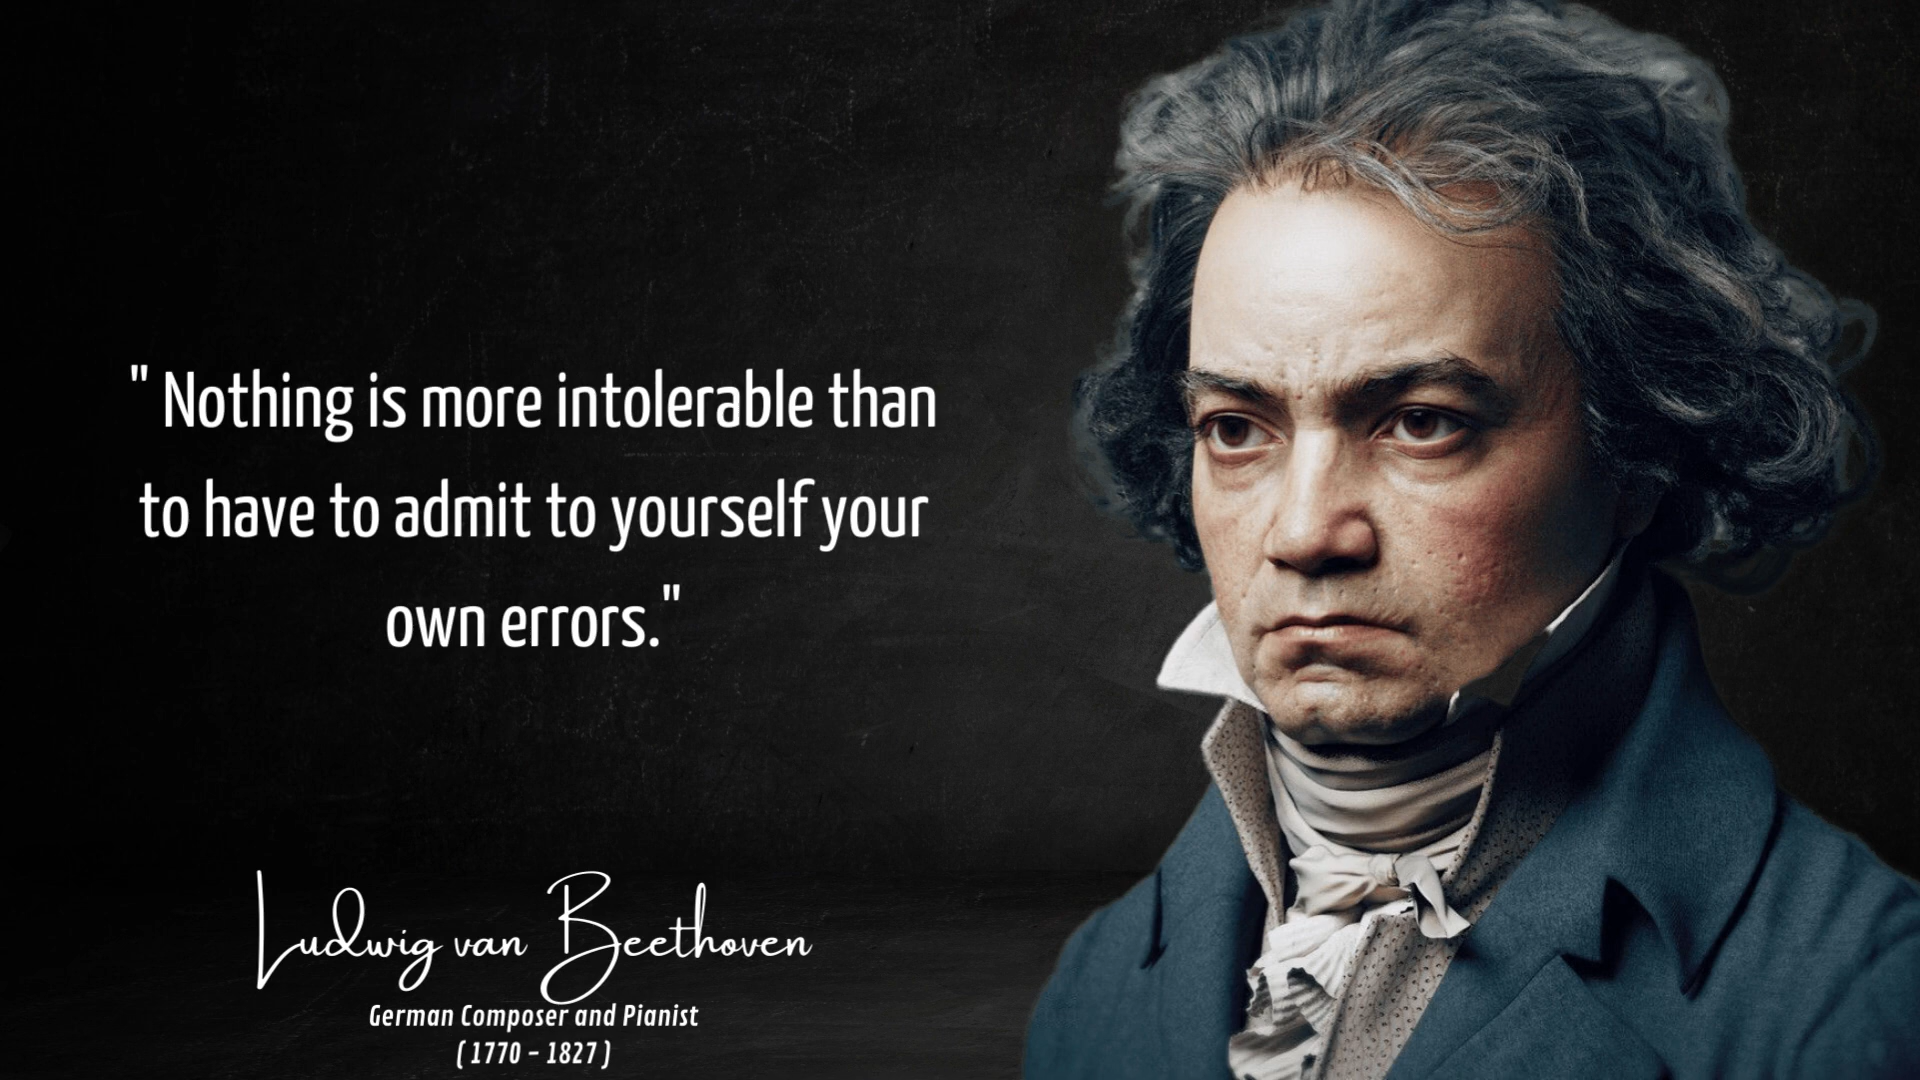 " Nothing is more intolerable than
to have to admit to yourself your
own errors."
Ludwig van Beethoven
German Composer and Pianist
( 1770 – 1827 )